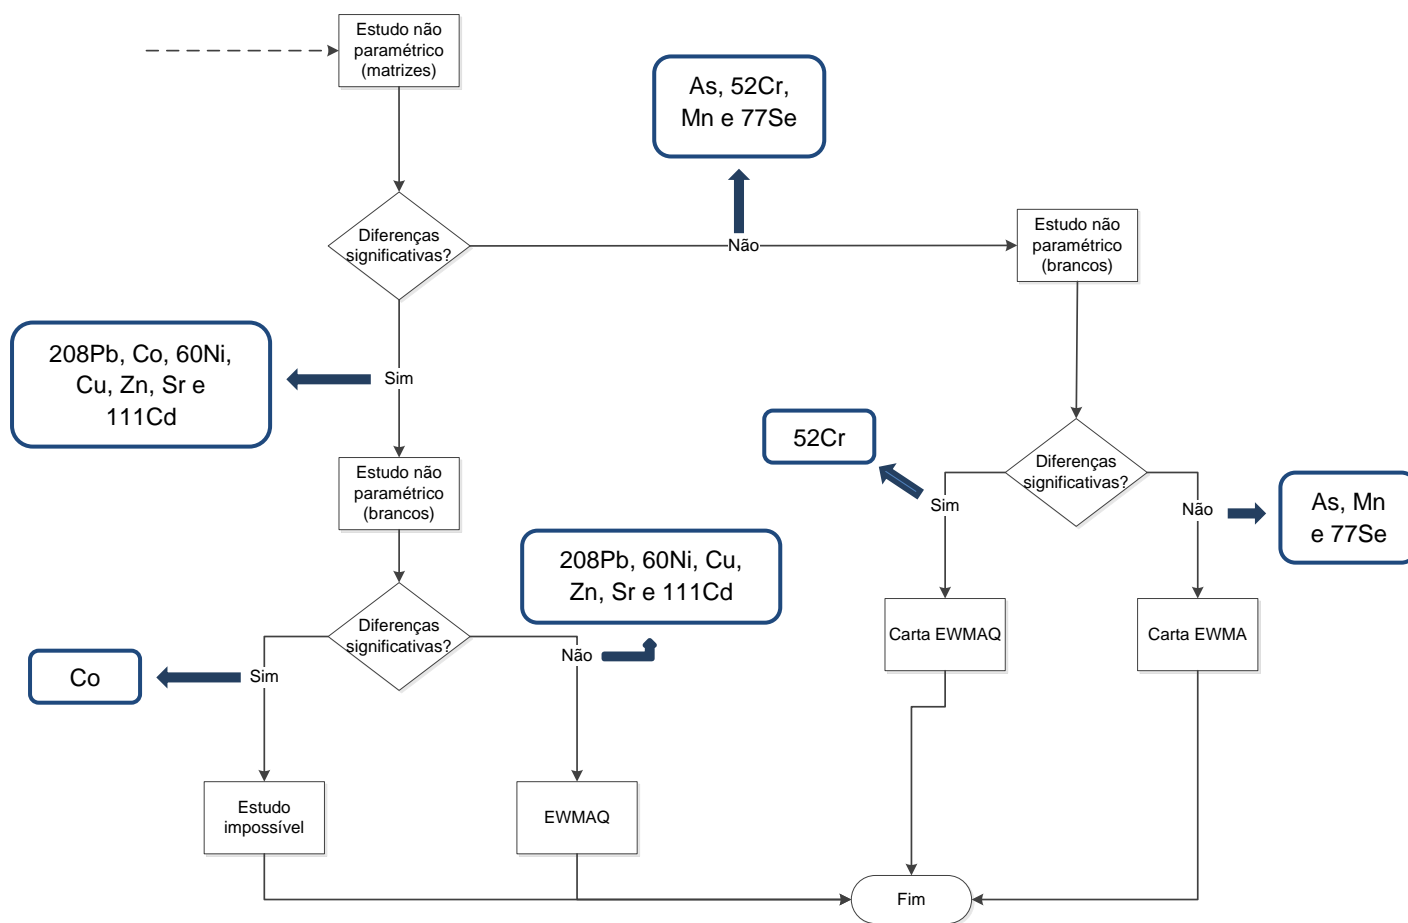 Estudo não
paramétrico
(matrizes)
As, 52Cr,
Mn e 77Se
Diferenças
significativas?
Não
Estudo não
paramétrico
(brancos)
208Pb, Co, 60Ni,
Cu, Zn, Sr e
111Cd
Sim
52Cr
Diferenças
significativas?
Estudo não
paramétrico
(brancos)
Sim
Não
As, Mn
e 77Se
208Pb, 60Ni, Cu,
Zn, Sr e 111Cd
Diferenças
significativas?
Carta EWMAQ
Carta EWMA
Não
Co
Sim
Estudo
impossível
EWMAQ
Fim